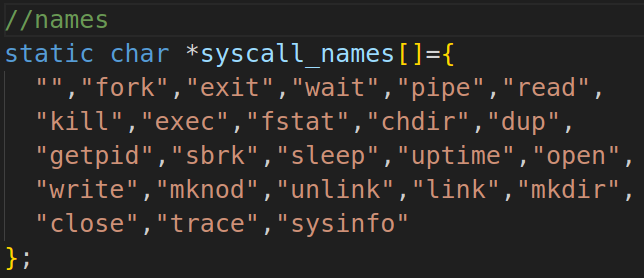 //names
static char *syscall_names[]={
  "","fork","exit","wait","pipe","read",
  "kill","exec","fstat","chdir","dup",
  "getpid","sbrk","sleep","uptime","open",
  "write","mknod","unlink","link","mkdir",
  "close","trace","sysinfo"
};